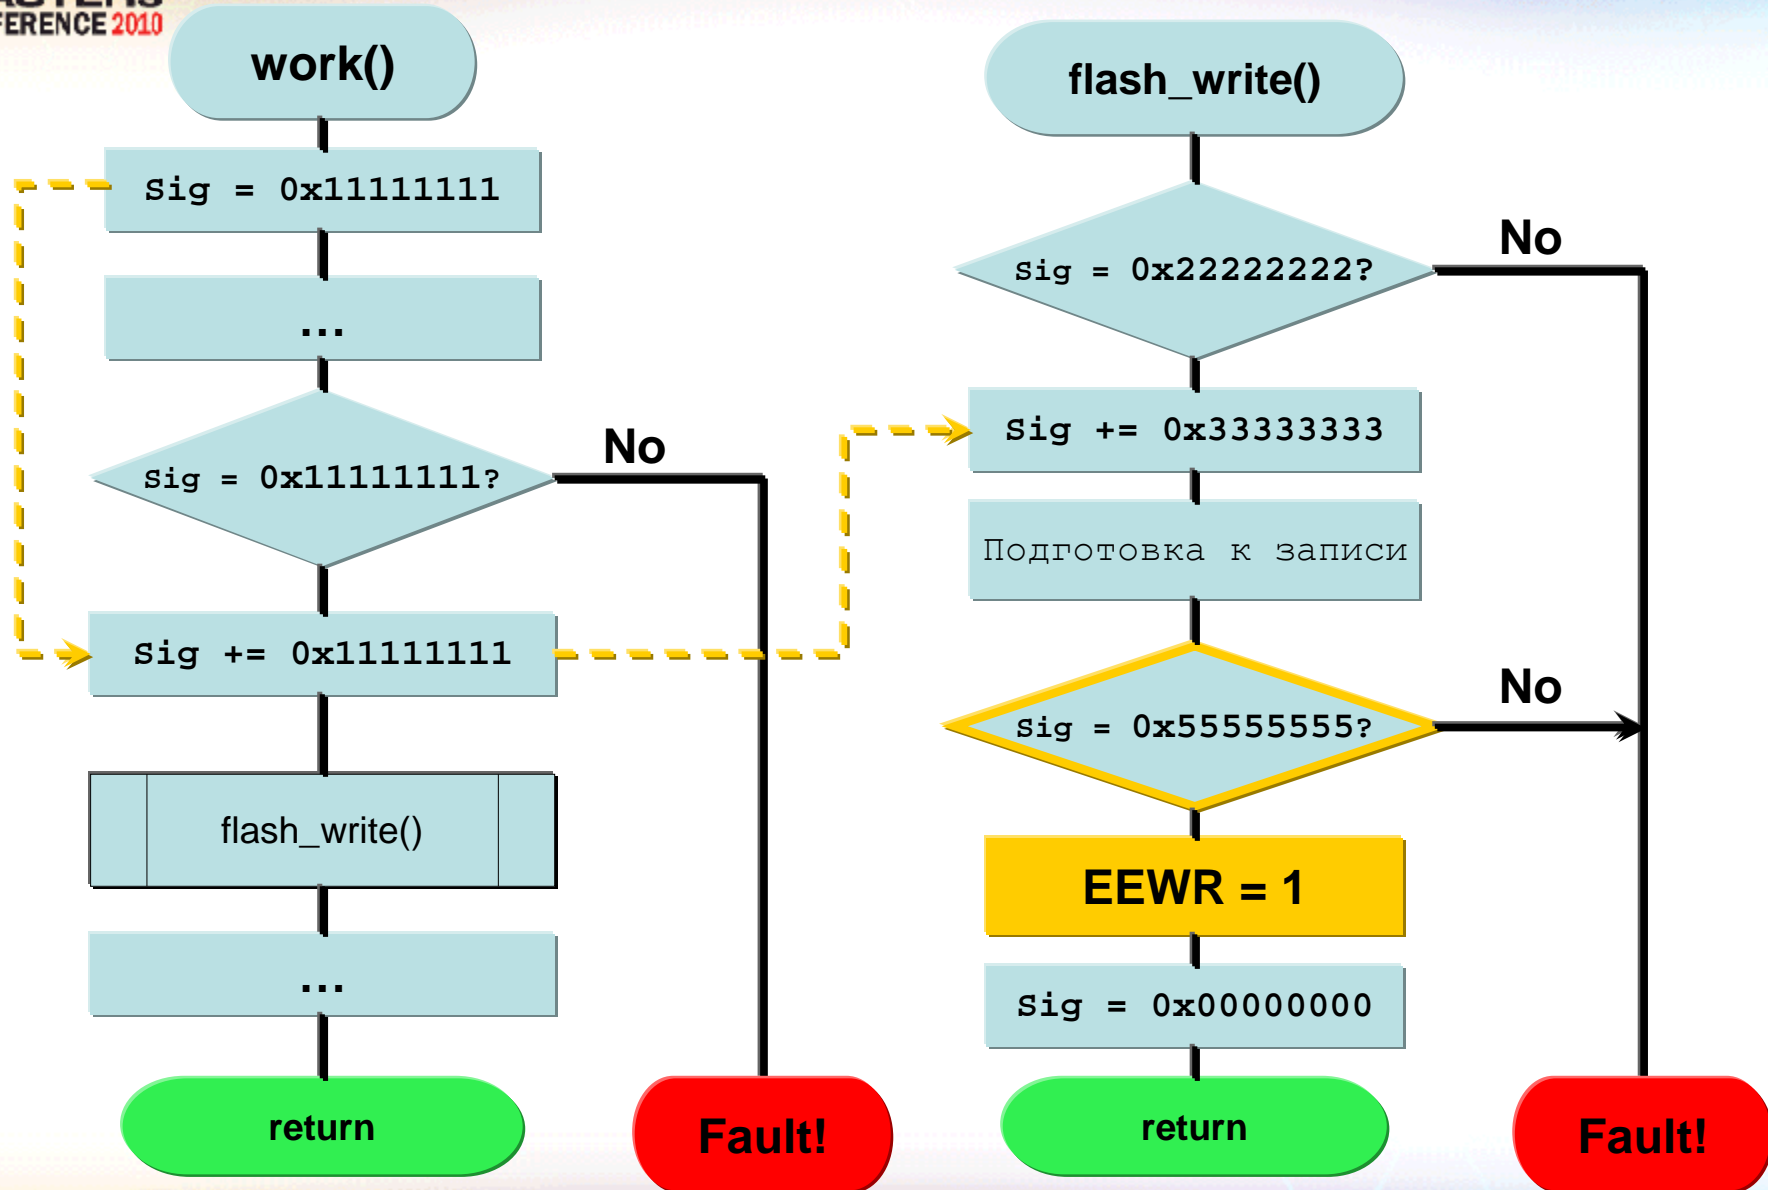 FERENCE 2010
work()
Sig = 0x11111111
...
Sig = 0x11111111?
No
Sig += 0x11111111
flash_write()
...
return
Fault!
flash_write()
Sig = 0x22222222?
No
Sig += 0x33333333
Подготовка к записи
Sig = 0x55555555?
No
EEWR = 1
Sig = 0x00000000
return
Fault!